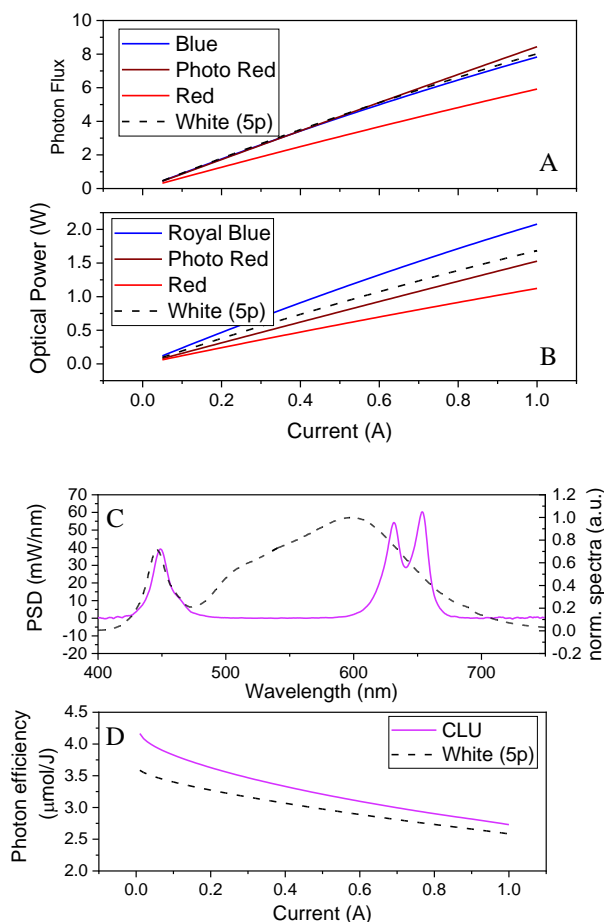 10
8
6
4
2
0
Photon Flux
Blue
Photo Red
Red
White (5p)
A
2.0
1.5
1.0
0.5
0.0
Optical Power (W)
Royal Blue
Photo Red
Red
White (5p)
B
0.0 0.2 0.4 0.6 0.8 1.0
Current (A)
C
70
60
50
40
30
20
10
0
-10
-20
PSD (mW/nm)
1.2
1.0
0.8
0.6
0.4
0.2
0.0
-0.2
norm. spectra (a.u.)
400 500 600 700
Wavelength (nm)
4.5
4.0
3.5
3.0
2.5
2.0
Photon efficiency
(μmol/J)
D
CLU
White (5p)
0.0 0.2 0.4 0.6 0.8 1.0
Current (A)